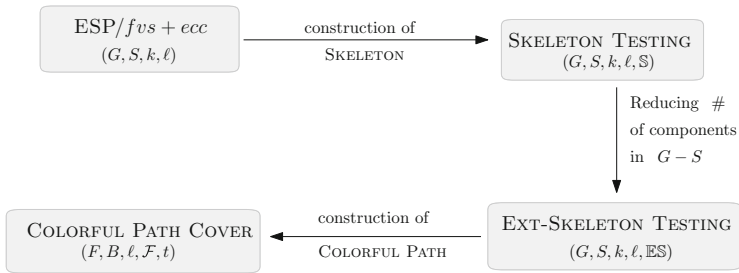 ESP/fvs + ecc
(G, S, k, ℓ)
construction of
SKELETON
SKELETON TESTING
(G, S, k, ℓ, 𝕊)
Reducing #
of components
in G − S
EXT-SKELETON TESTING
(G, S, k, ℓ, 𝔼𝕊)
construction of
COLORFUL PATH
COLORFUL PATH COVER
(F, B, ℓ, ℱ, t)